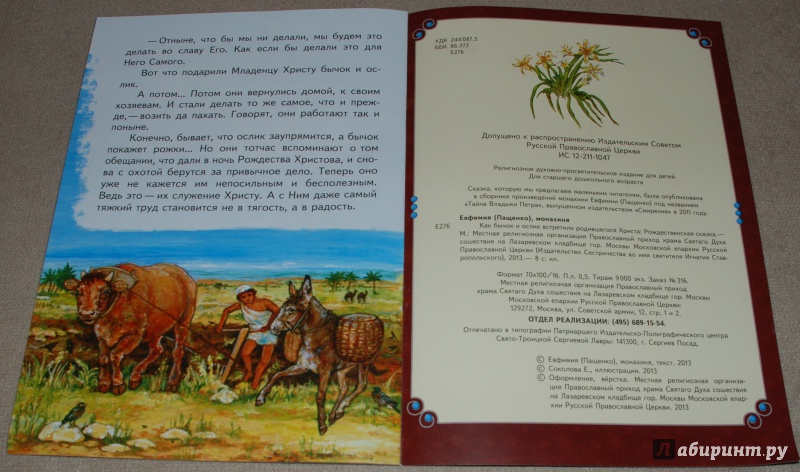 — Отныне, что бы мы ни делали, мы будем это
делать во славу Его. Как если бы делали это для
Него Самого.
Вот что подарили Младенцу Христу бычок и ос-
лик.
А потом... Потом они вернулись домой, к своим
хозяевам. И стали делать то же самое, что и преж-
де, — возить да пахать. Говорят, они работают так и
поныне.
Конечно, бывает, что ослик заупрямится, а бычок
покажет рожки... Но они тотчас вспоминают о том
обещании, что дали в ночь Рождества Христова, и сно-
ва с охотой берутся за привычное дело. Теперь оно
уже не кажется им непосильным и бесполезным.
Ведь это — их служение Христу. А с Ним даже самый
тяжкий труд становится не в тягость, а в радость.
УДК 244:087.5
ББК 86.372
Е276
Допущено к распространению Издательским Советом
Русской Православной Церкви
ИС 12-211-1047
Религиозное духовно-просветительское издание для детей
Для старшего дошкольного возраста
Сказка, которую мы предлагаем маленьким читателям, была опубликована
в сборнике произведений монахини Евфимии (Пащенко) под названием
«Тайна Владыки Петра», выпущенном издательством «Смирение» в 2011 году.
Евфимия (Пащенко), монахиня
Е276 Как бычок и ослик встретили родившегося Христа: Рождественская сказка. —
М.: Местная религиозная организация Православный приход храма Святаго Духа
сошествия на Лазаревском кладбище гор. Москвы Московской епархии Русской
Православной Церкви (Издательство Сестричества во имя святителя Игнатия Став-
ропольского), 2013. — 8 с: ил.
Формат 70х100/16. П.л. 0,5. Тираж 9000 экз. Заказ № 316.
Местная религиозная организация Православный приход
храма Святаго Духа сошествия на Лазаревском кладбище гор. Москвы
Московской епархии Русской Православной Церкви.
129272, Москва, ул. Советской армии, 12, стр. 1 и 2.
ОТДЕЛ РЕАЛИЗАЦИИ: (495) 689-15-54.
Отпечатано в типографии Патриаршего Издательско-Полиграфического центра
Свято-Троицкой Сергиевой Лавры: 141300, г. Сергиев Посад.
© Евфимия (Пащенко), монахиня, текст. 2013
© Соколова Е., иллюстрации. 2013
© Оформление, вёрстка. Местная религиозная организа-
ция Православный приход храма Святаго Духа сошествия
на Лазаревском кладбище гор. Москвы Московской епар-
хии Русской Православной Церкви. 2013
Лабиринт.ру